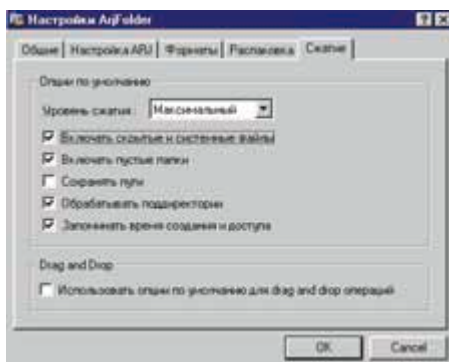 Настройки ArjFolder
Общие Настройка ARJ Форматы Распаковка Сжатие
Опции по умолчанию
Уровень сжатия: Максимальный
Включать скрытые и системные файлы
Включать пустые папки
Сохранять пути
Обрабатывать поддиректории
Запоминать время создания и доступа
Drag and Drop
Использовать опции по умолчанию для drag and drop операций
OK Cancel